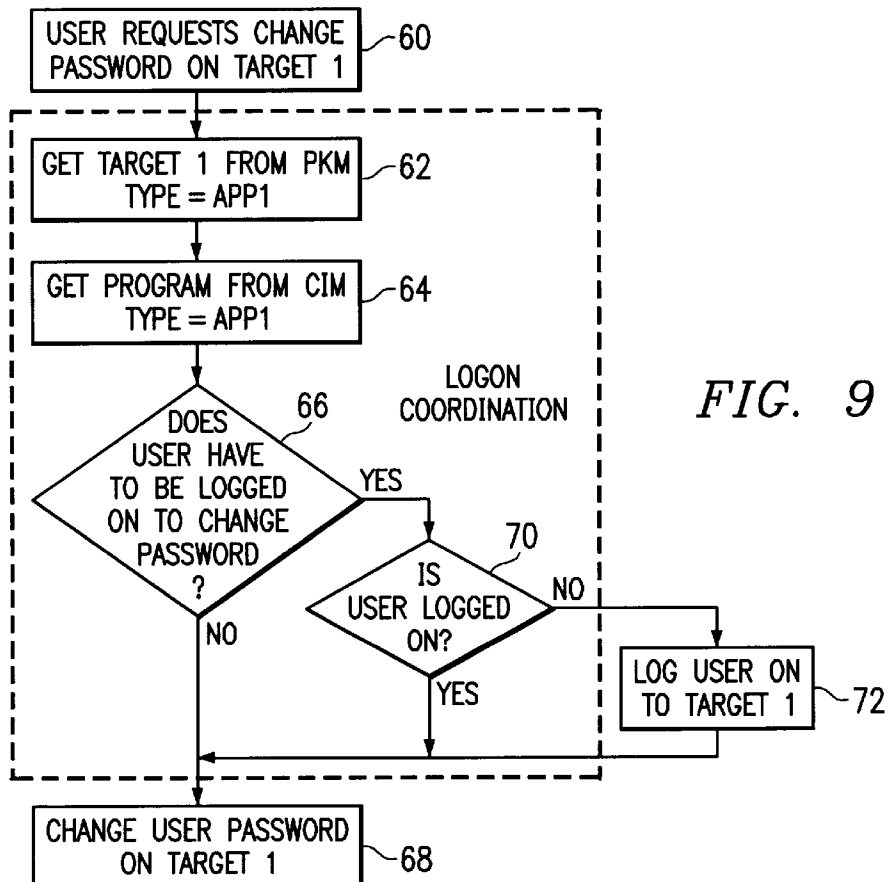 USER REQUESTS CHANGE
PASSWORD ON TARGET 1
60
GET TARGET 1 FROM PKM
TYPE = APP1
62
GET PROGRAM FROM CIM
TYPE = APP1
64
LOGON
COORDINATION
FIG. 9
66
DOES
USER HAVE
TO BE LOGGED
ON TO CHANGE
PASSWORD
?
YES
NO
70
IS
USER LOGGED
ON?
NO
YES
LOG USER ON
TO TARGET 1
72
CHANGE USER PASSWORD
ON TARGET 1
68